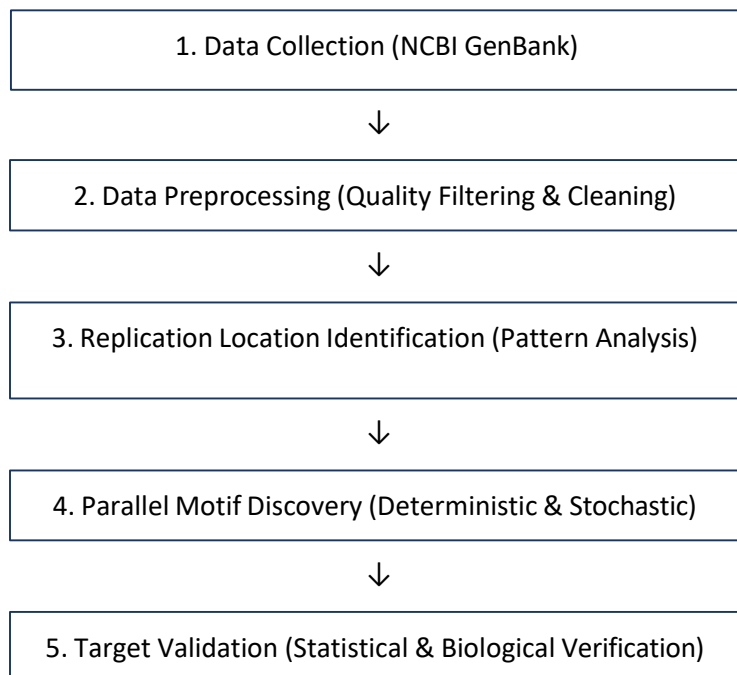 1. Data Collection (NCBI GenBank)
↓
2. Data Preprocessing (Quality Filtering & Cleaning)
↓
3. Replication Location Identification (Pattern Analysis)
↓
4. Parallel Motif Discovery (Deterministic & Stochastic)
↓
5. Target Validation (Statistical & Biological Verification)